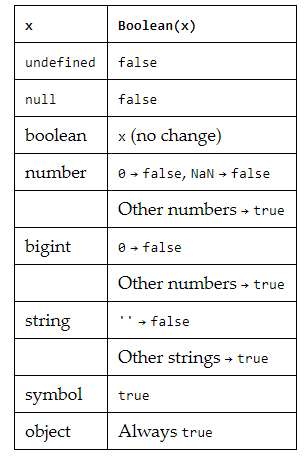 x Boolean(x)
undefined false
null false
boolean x (no change)
number 0 → false, NaN → false
Other numbers → true
bigint 0 → false
Other numbers → true
string '' → false
Other strings → true
symbol true
object Always true